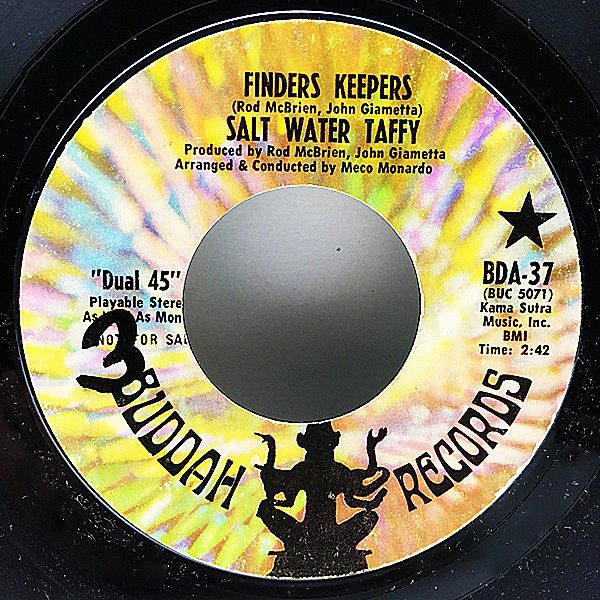 FINDERS KEEPERS
(Rod McBrien, John Giametta)
SALT WATER TAFFY
Produced by Rod McBrien, John Giametta
Arranged & Conducted by Meco Monardo
"Dual 45"
Playable Stere
As As Mon
NOT FOR SAL
BDA-37
(BUC 5071)
Kama Sutra
Music, Inc.
BMI
Time: 2:42
3
BUDDAH RECORDS